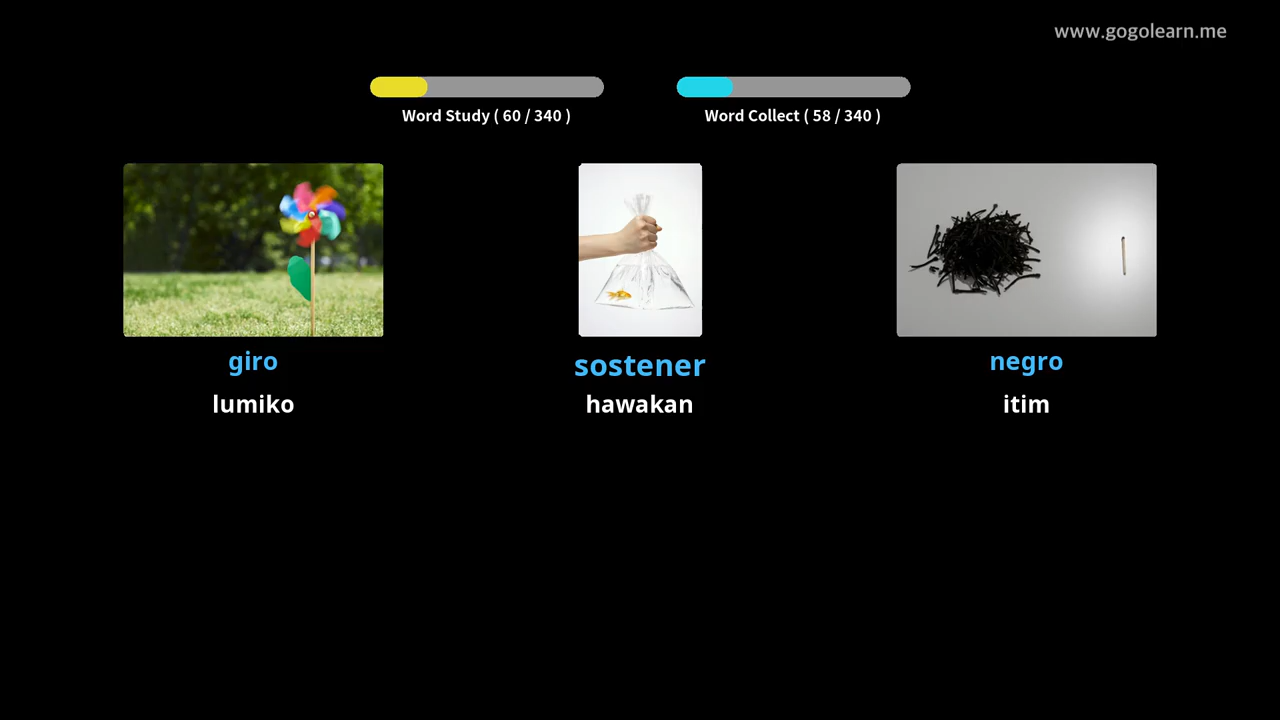 www.gogolearn.me
Word Study ( 60 / 340 )
Word Collect ( 58 / 340 )
giro
sostener
negro
lumiko
hawakan
itim